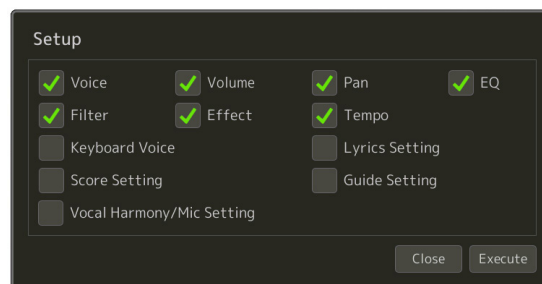 Setup
Voice Volume Pan EQ
Filter Effect Tempo
Keyboard Voice Lyrics Setting
Score Setting Guide Setting
Vocal Harmony/Mic Setting
Close Execute